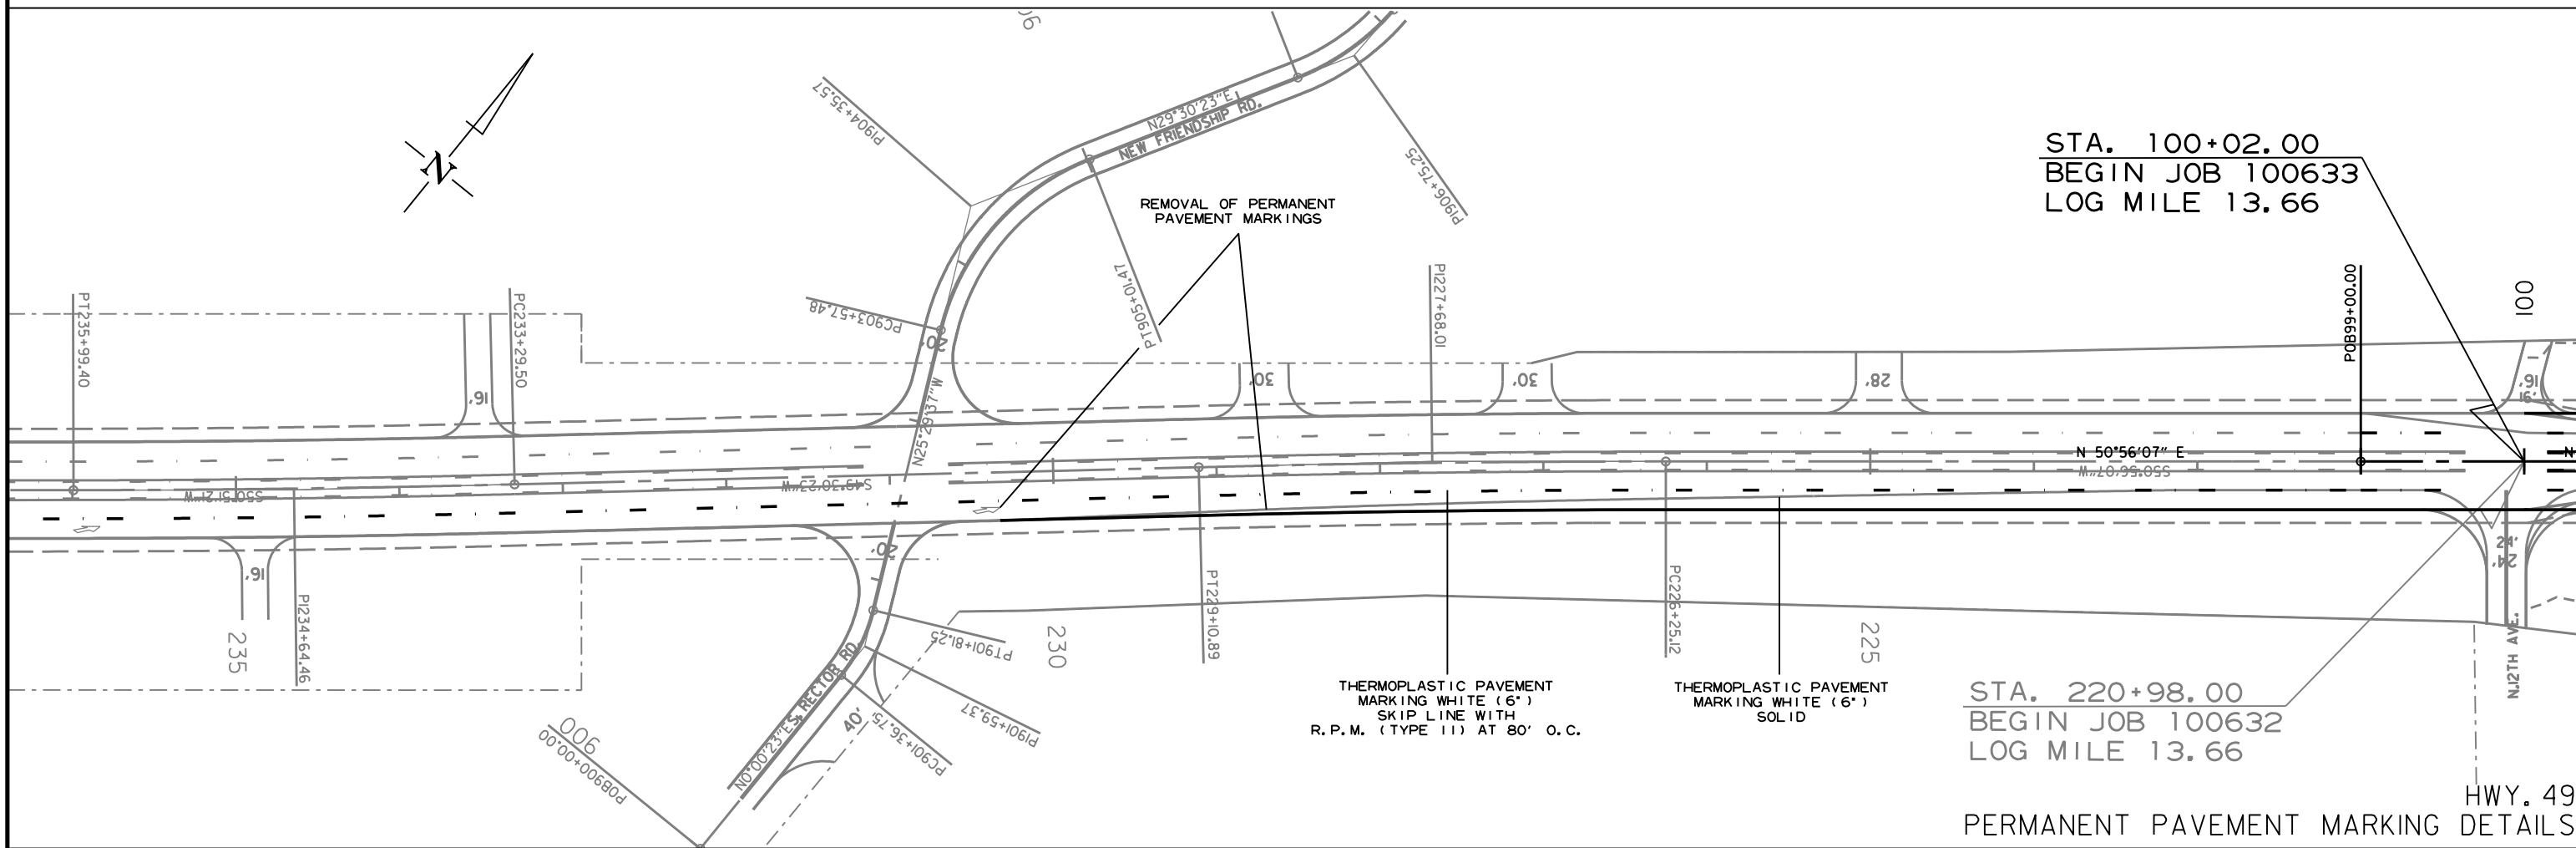 STA. 100+02.00
BEGIN JOB 100633
LOG MILE 13.66
REMOVAL OF PERMANENT
PAVEMENT MARKINGS
N
N29°30'23"E
NEW FRIENDSHIP RD.
PI904+35.57
PI906+75.25
PT905+01.47
PC903+57.48
PT235+99.40
PC233+29.50
PI227+68.01
POB99+00.00
100
16'
20'
30'
30'
28'
16'
16'
N25°29'37"W
N 50°56'07" E
S50°56'07"W
S50°51'21"W
S49°30'23"W
16'
20'
24'
24'
PI234+64.46
235
230
225
PT229+10.89
PC226+25.12
PT901+81.25
PI901+59.37
PC901+36.75
40'
N0°00'23"E
S. RECTOR RD.
900
POB900+00.00
N.12TH AVE.
THERMOPLASTIC PAVEMENT
MARKING WHITE (6")
SKIP LINE WITH
R.P.M. (TYPE II) AT 80' O.C.
THERMOPLASTIC PAVEMENT
MARKING WHITE (6")
SOLID
STA. 220+98.00
BEGIN JOB 100632
LOG MILE 13.66
HWY. 49
PERMANENT PAVEMENT MARKING DETAILS